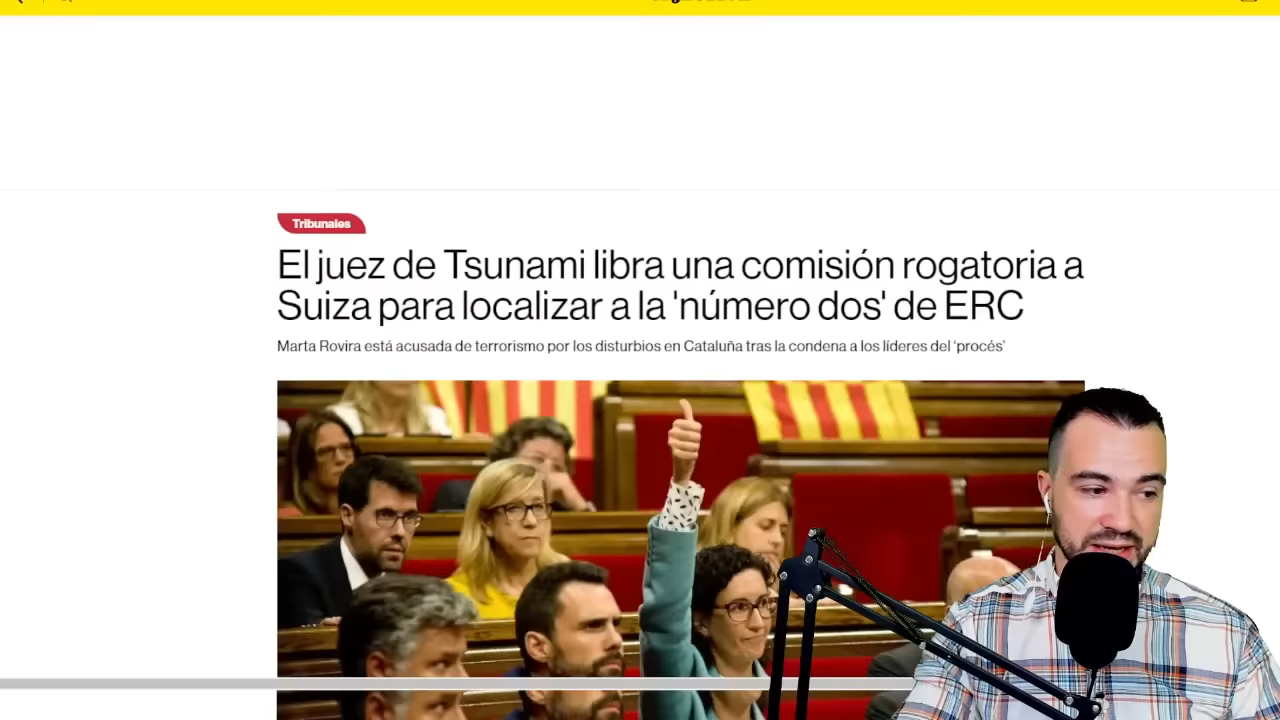 Tribunales
El juez de Tsunami libra una comisión rogatoria a
Suiza para localizar a la 'número dos' de ERC
Marta Rovira está acusada de terrorismo por los disturbios en Cataluña tras la condena a los líderes del 'procés'